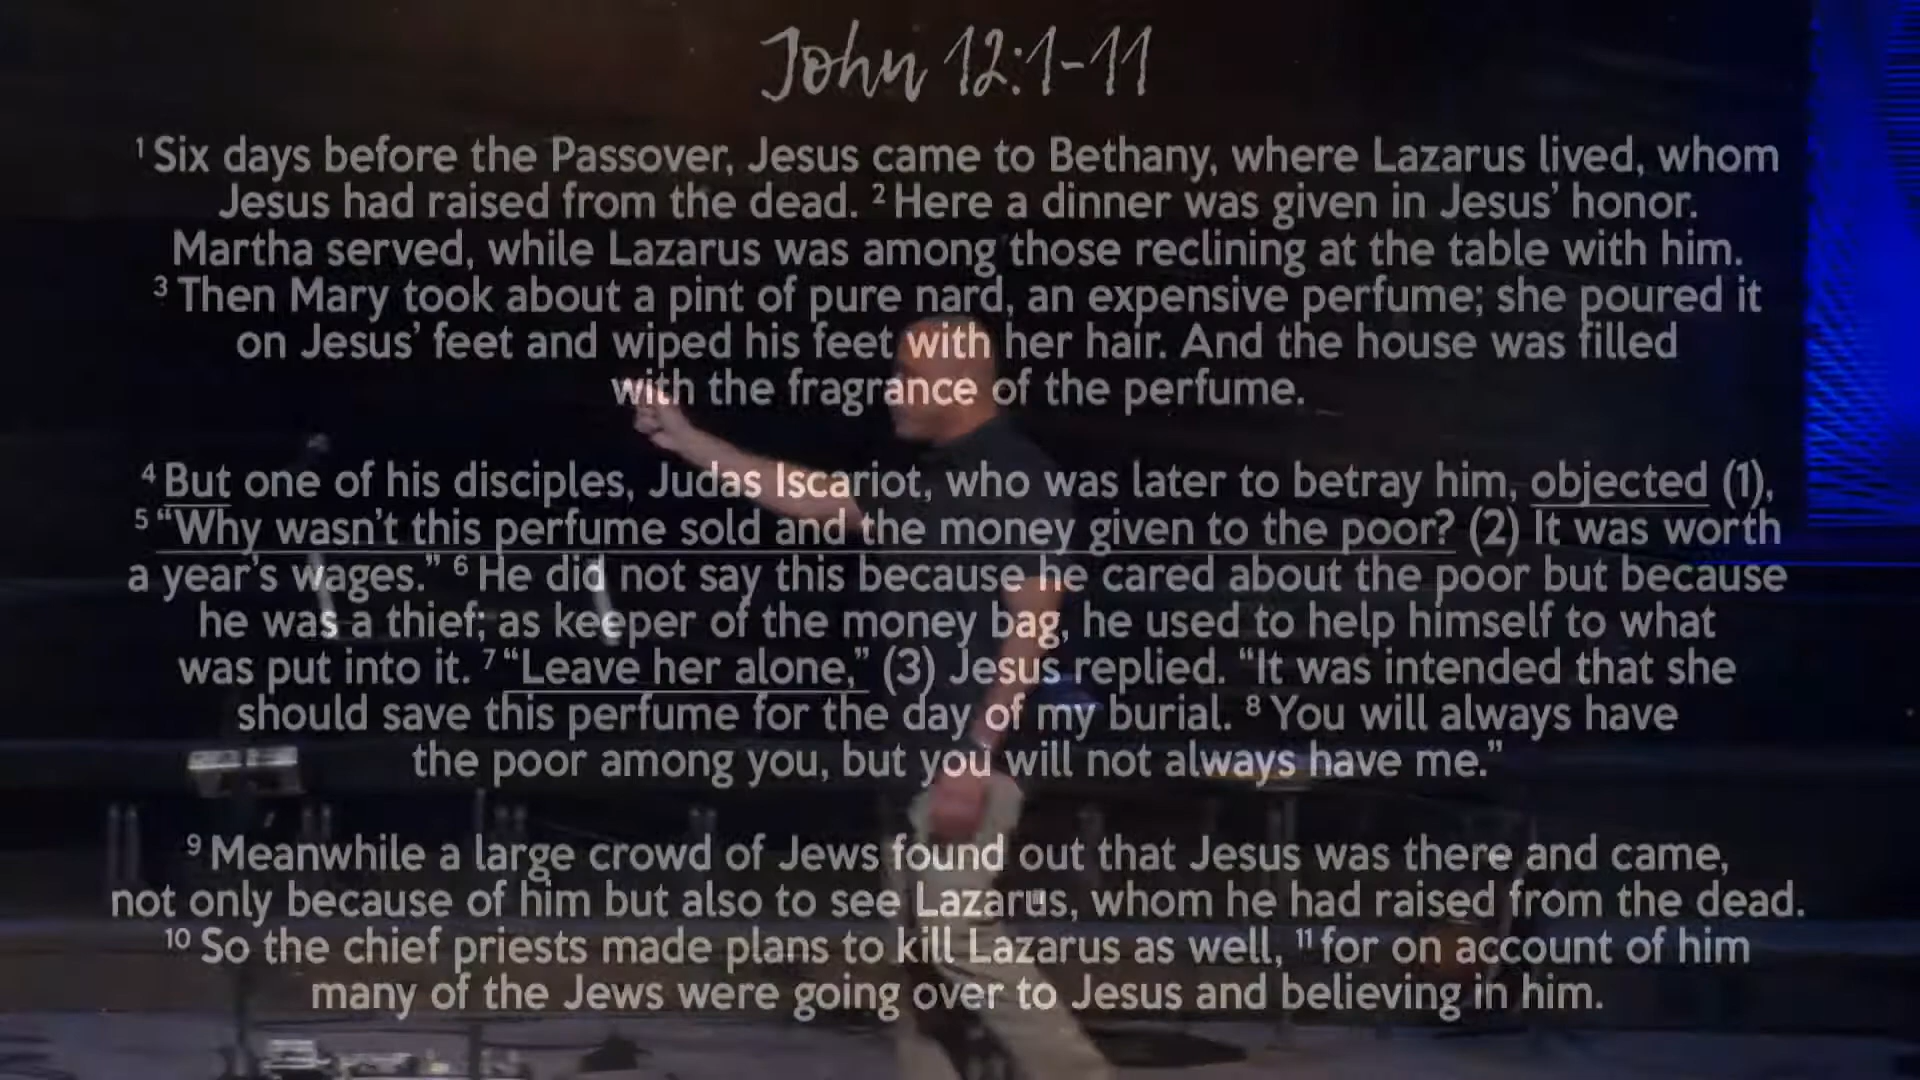 John 12:1-11
1 Six days before the Passover, Jesus came to Bethany, where Lazarus lived, whom
Jesus had raised from the dead. 2 Here a dinner was given in Jesus’ honor.
Martha served, while Lazarus was among those reclining at the table with him.
3 Then Mary took about a pint of pure nard, an expensive perfume; she poured it
on Jesus’ feet and wiped his feet with her hair. And the house was filled
with the fragrance of the perfume.
4 But one of his disciples, Judas Iscariot, who was later to betray him, objected (1),
5 “Why wasn’t this perfume sold and the money given to the poor? (2) It was worth
a year’s wages.” 6 He did not say this because he cared about the poor but because
he was a thief; as keeper of the money bag, he used to help himself to what
was put into it. 7 “Leave her alone,” (3) Jesus replied. “It was intended that she
should save this perfume for the day of my burial. 8 You will always have
the poor among you, but you will not always have me.”
9 Meanwhile a large crowd of Jews found out that Jesus was there and came,
not only because of him but also to see Lazarus, whom he had raised from the dead.
10 So the chief priests made plans to kill Lazarus as well, 11 for on account of him
many of the Jews were going over to Jesus and believing in him.